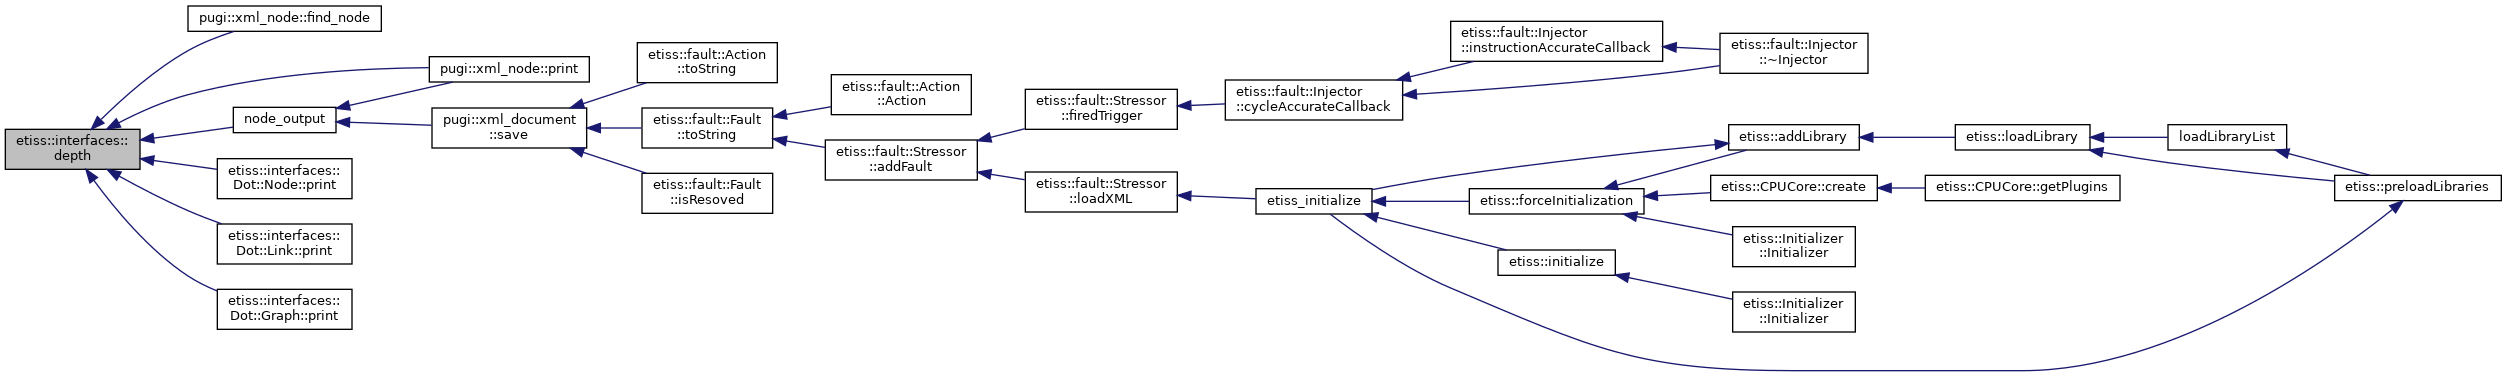 pugi::xml_node::find_node
pugi::xml_node::print
node_output
etiss::interfaces::
depth
etiss::interfaces::
Dot::Node::print
etiss::interfaces::
Dot::Link::print
etiss::interfaces::
Dot::Graph::print
pugi::xml_document
::save
etiss::fault::Action
::toString
etiss::fault::Fault
::toString
etiss::fault::Fault
::isResoved
etiss::fault::Action
::Action
etiss::fault::Stressor
::addFault
etiss::fault::Stressor
::firedTrigger
etiss::fault::Stressor
::loadXML
etiss::fault::Injector
::cycleAccurateCallback
etiss::fault::Injector
::instructionAccurateCallback
etiss::fault::Injector
::~Injector
etiss_initialize
etiss::forceInitialization
etiss::initialize
etiss::addLibrary
etiss::CPUCore::create
etiss::Initializer
::Initializer
etiss::Initializer
::Initializer
etiss::loadLibrary
etiss::CPUCore::getPlugins
loadLibraryList
etiss::preloadLibraries